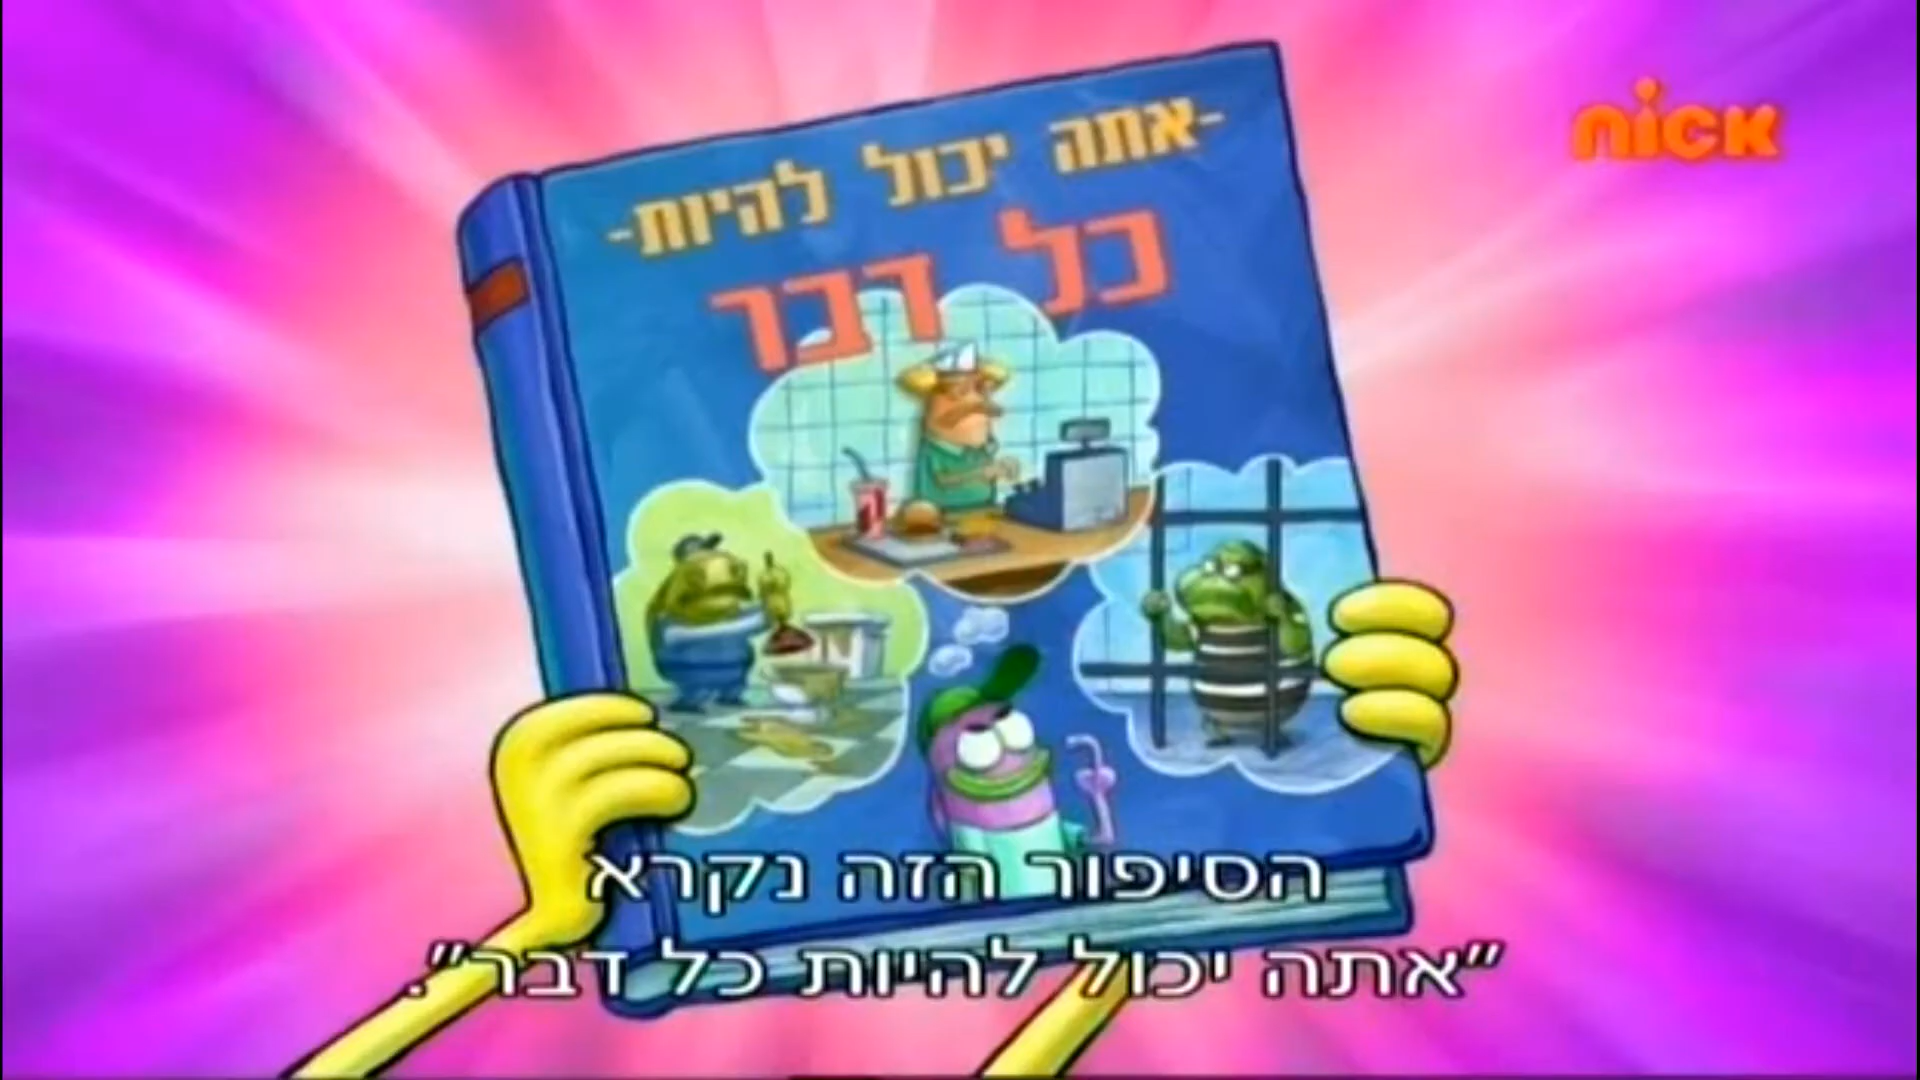 -אתה יכול להיות-
כל דבר
nick
הסיפור הזה נקרא
"אתה יכול להיות כל דבר".